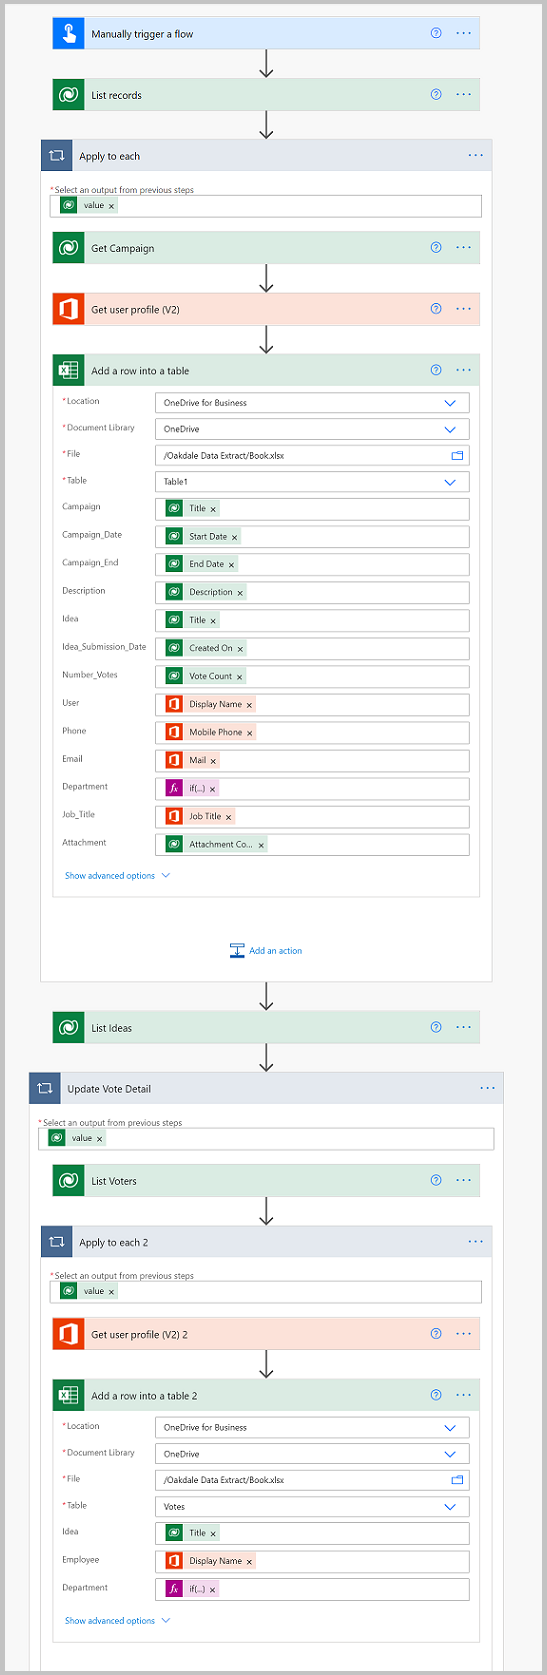 Manually trigger a flow
List records
Apply to each
*Select an output from previous steps
value ×
Get Campaign
Get user profile (V2)
Add a row into a table
*Location OneDrive for Business
*Document Library OneDrive
*File /Oakdale Data Extract/Book.xlsx
*Table Table1
Campaign Title ×
Campaign_Date Start Date ×
Campaign_End End Date ×
Description Description ×
Idea Title ×
Idea_Submission_Date Created On ×
Number_Votes Vote Count ×
User Display Name ×
Phone Mobile Phone ×
Email Mail ×
Department fx if(...) ×
Job_Title Job Title ×
Attachment Attachment Co... ×
Show advanced options
Add an action
List Ideas
Update Vote Detail
*Select an output from previous steps
value ×
List Voters
Apply to each 2
*Select an output from previous steps
value ×
Get user profile (V2) 2
Add a row into a table 2
*Location OneDrive for Business
*Document Library OneDrive
*File /Oakdale Data Extract/Book.xlsx
*Table Votes
Idea Title ×
Employee Display Name ×
Department fx if(...) ×
Show advanced options